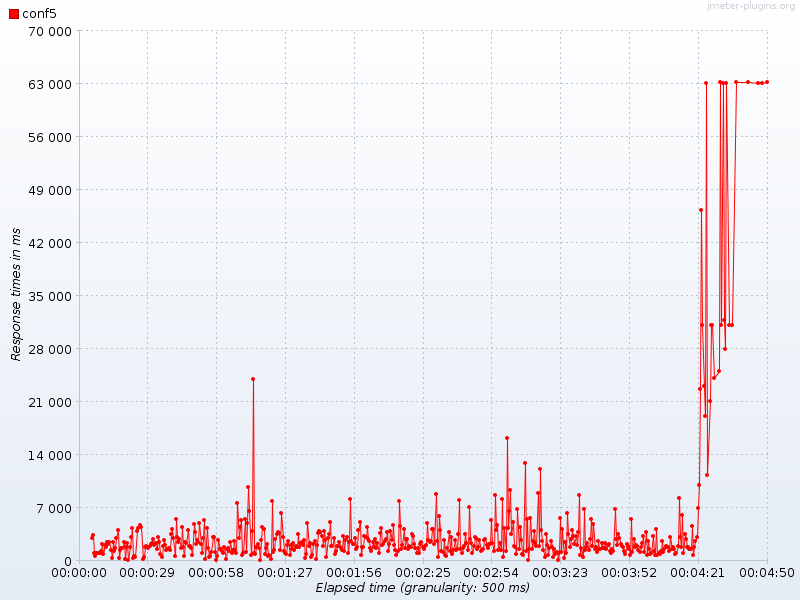 jmeter-plugins.org
conf5
70 000
63 000
56 000
49 000
42 000
35 000
28 000
21 000
14 000
7 000
0
Response times in ms
00:00:00 00:00:29 00:00:58 00:01:27 00:01:56 00:02:25 00:02:54 00:03:23 00:03:52 00:04:21 00:04:50
Elapsed time (granularity: 500 ms)